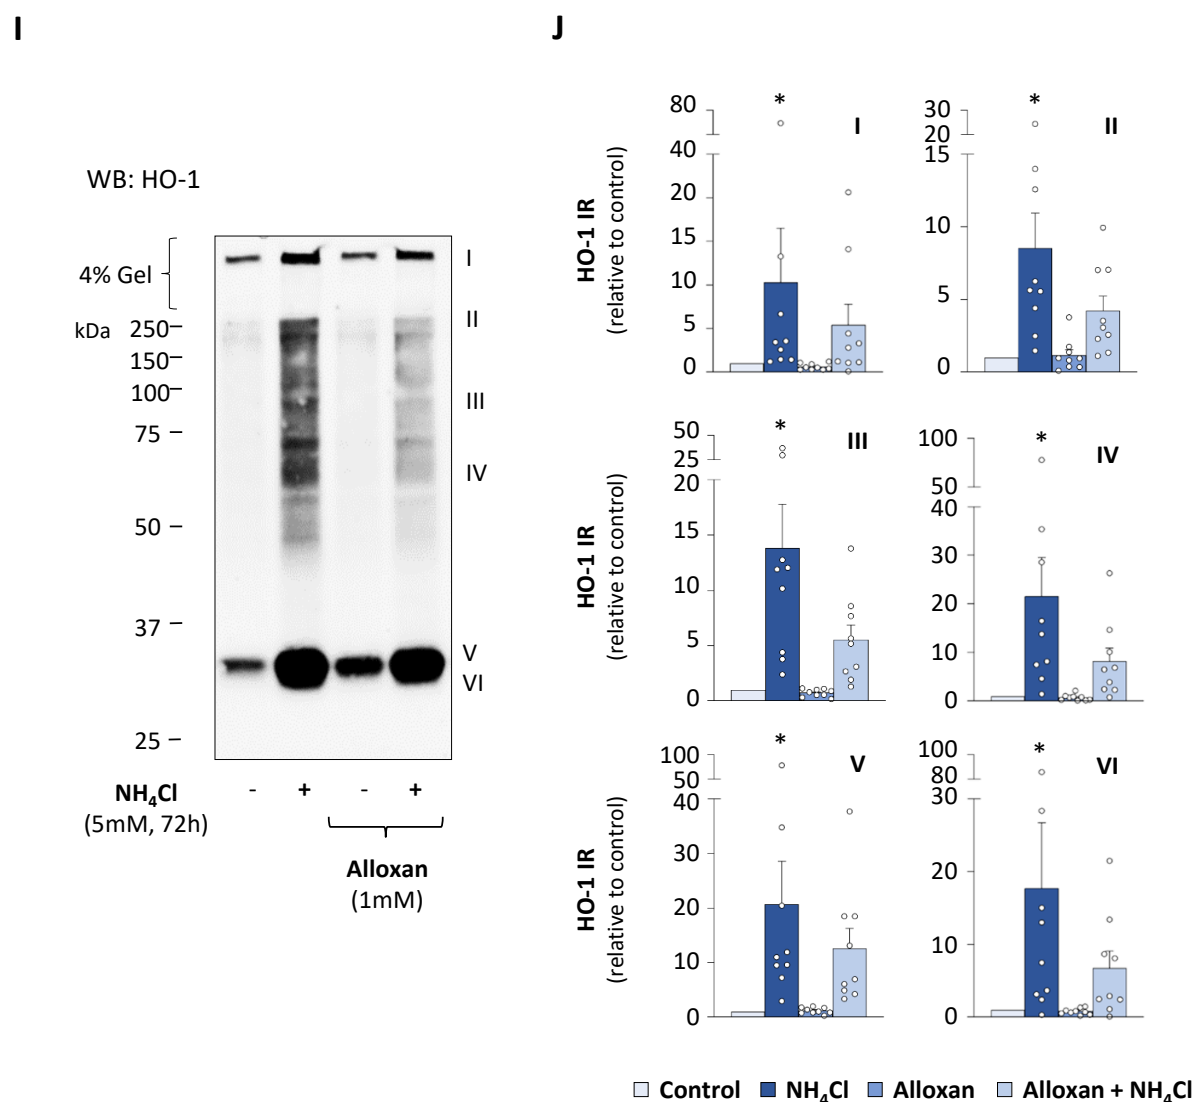 I
WB: HO-1
4% Gel
kDa
250
150
100
75
50
37
25
I
II
III
IV
V
VI
NH₄Cl
(5mM, 72h)
- + - +
Alloxan
(1mM)
J
HO-1 IR
(relative to control)
80
40
20
15
10
5
0
*
I
30
20
15
10
5
0
*
II
HO-1 IR
(relative to control)
50
25
20
15
10
5
0
*
III
100
50
40
30
20
10
0
*
IV
HO-1 IR
(relative to control)
100
50
40
30
20
10
0
*
V
100
80
30
20
10
0
*
VI
Control NH₄Cl Alloxan Alloxan + NH₄Cl